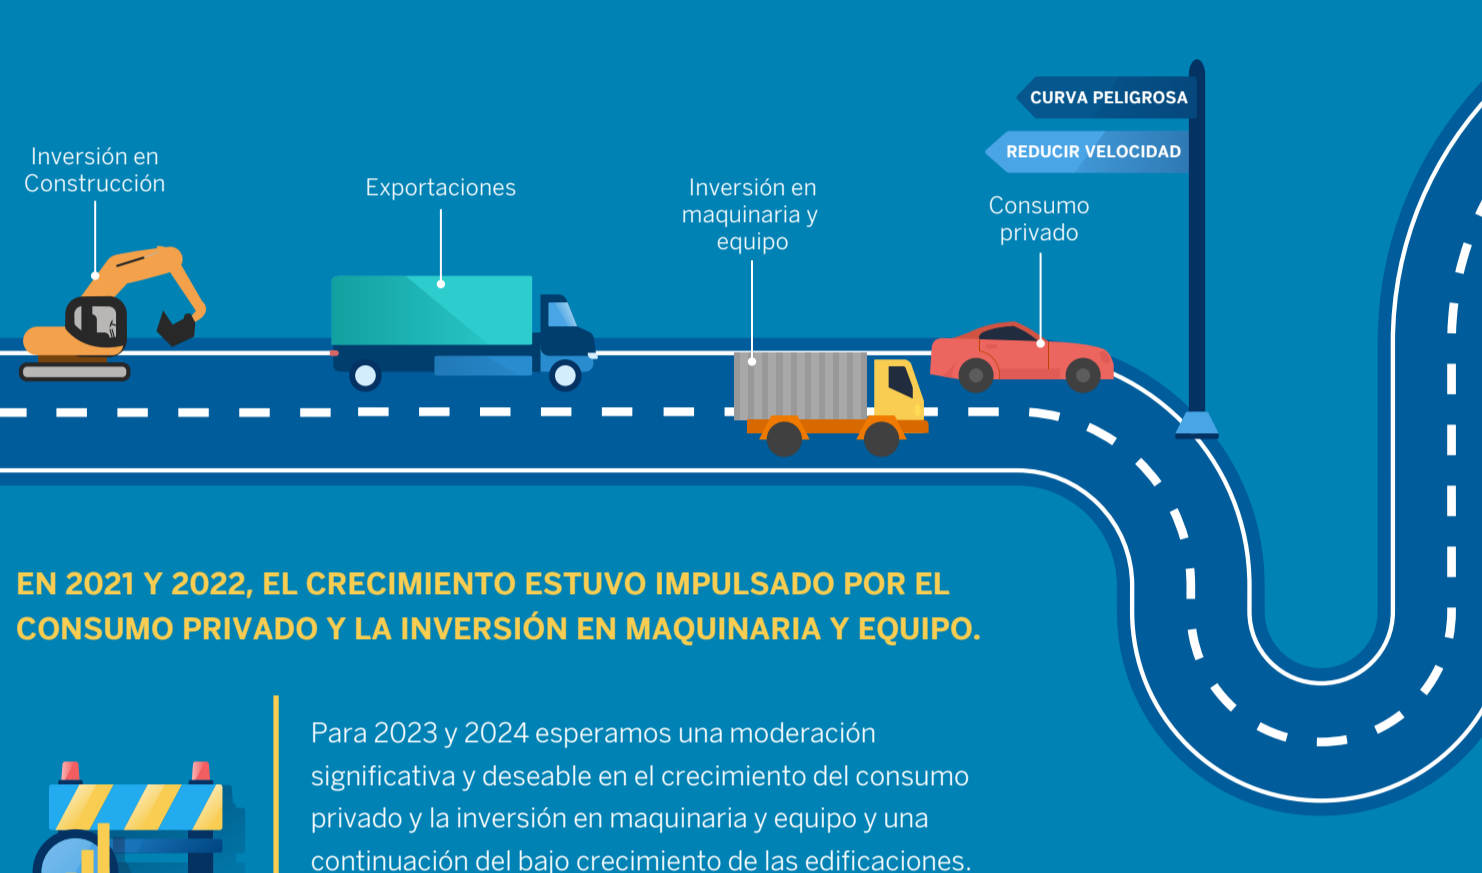 CURVA PELIGROSA
REDUCIR VELOCIDAD
Inversión en
Construcción
Exportaciones
Inversión en
maquinaria y
equipo
Consumo
privado
EN 2021 Y 2022, EL CRECIMIENTO ESTUVO IMPULSADO POR EL
CONSUMO PRIVADO Y LA INVERSIÓN EN MAQUINARIA Y EQUIPO.
Para 2023 y 2024 esperamos una moderación
significativa y deseable en el crecimiento del consumo
privado y la inversión en maquinaria y equipo y una
continuación del bajo crecimiento de las edificaciones.